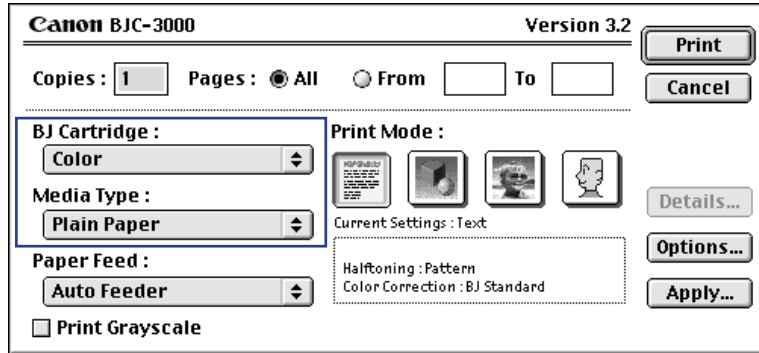 Canon BJC-3000 Version 3.2
Print
Copies : 1 Pages : All From To
Cancel
BJ Cartridge :
Color
Print Mode :
Media Type :
Plain Paper
Current Settings : Text
Details...
Paper Feed :
Auto Feeder
Halftoning : Pattern
Color Correction : BJ Standard
Options...
Apply...
Print Grayscale